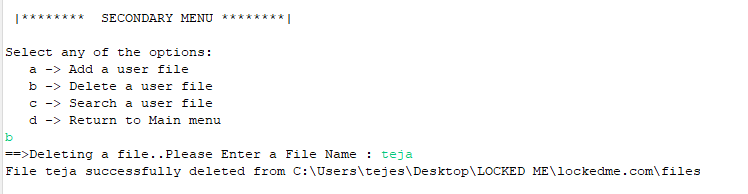 |********  SECONDARY MENU ********|
Select any of the options:
a -> Add a user file
b -> Delete a user file
c -> Search a user file
d -> Return to Main menu
b
==>Deleting a file..Please Enter a File Name : teja
File teja successfully deleted from C:\Users\tejes\Desktop\LOCKED ME\lockedme.com\files